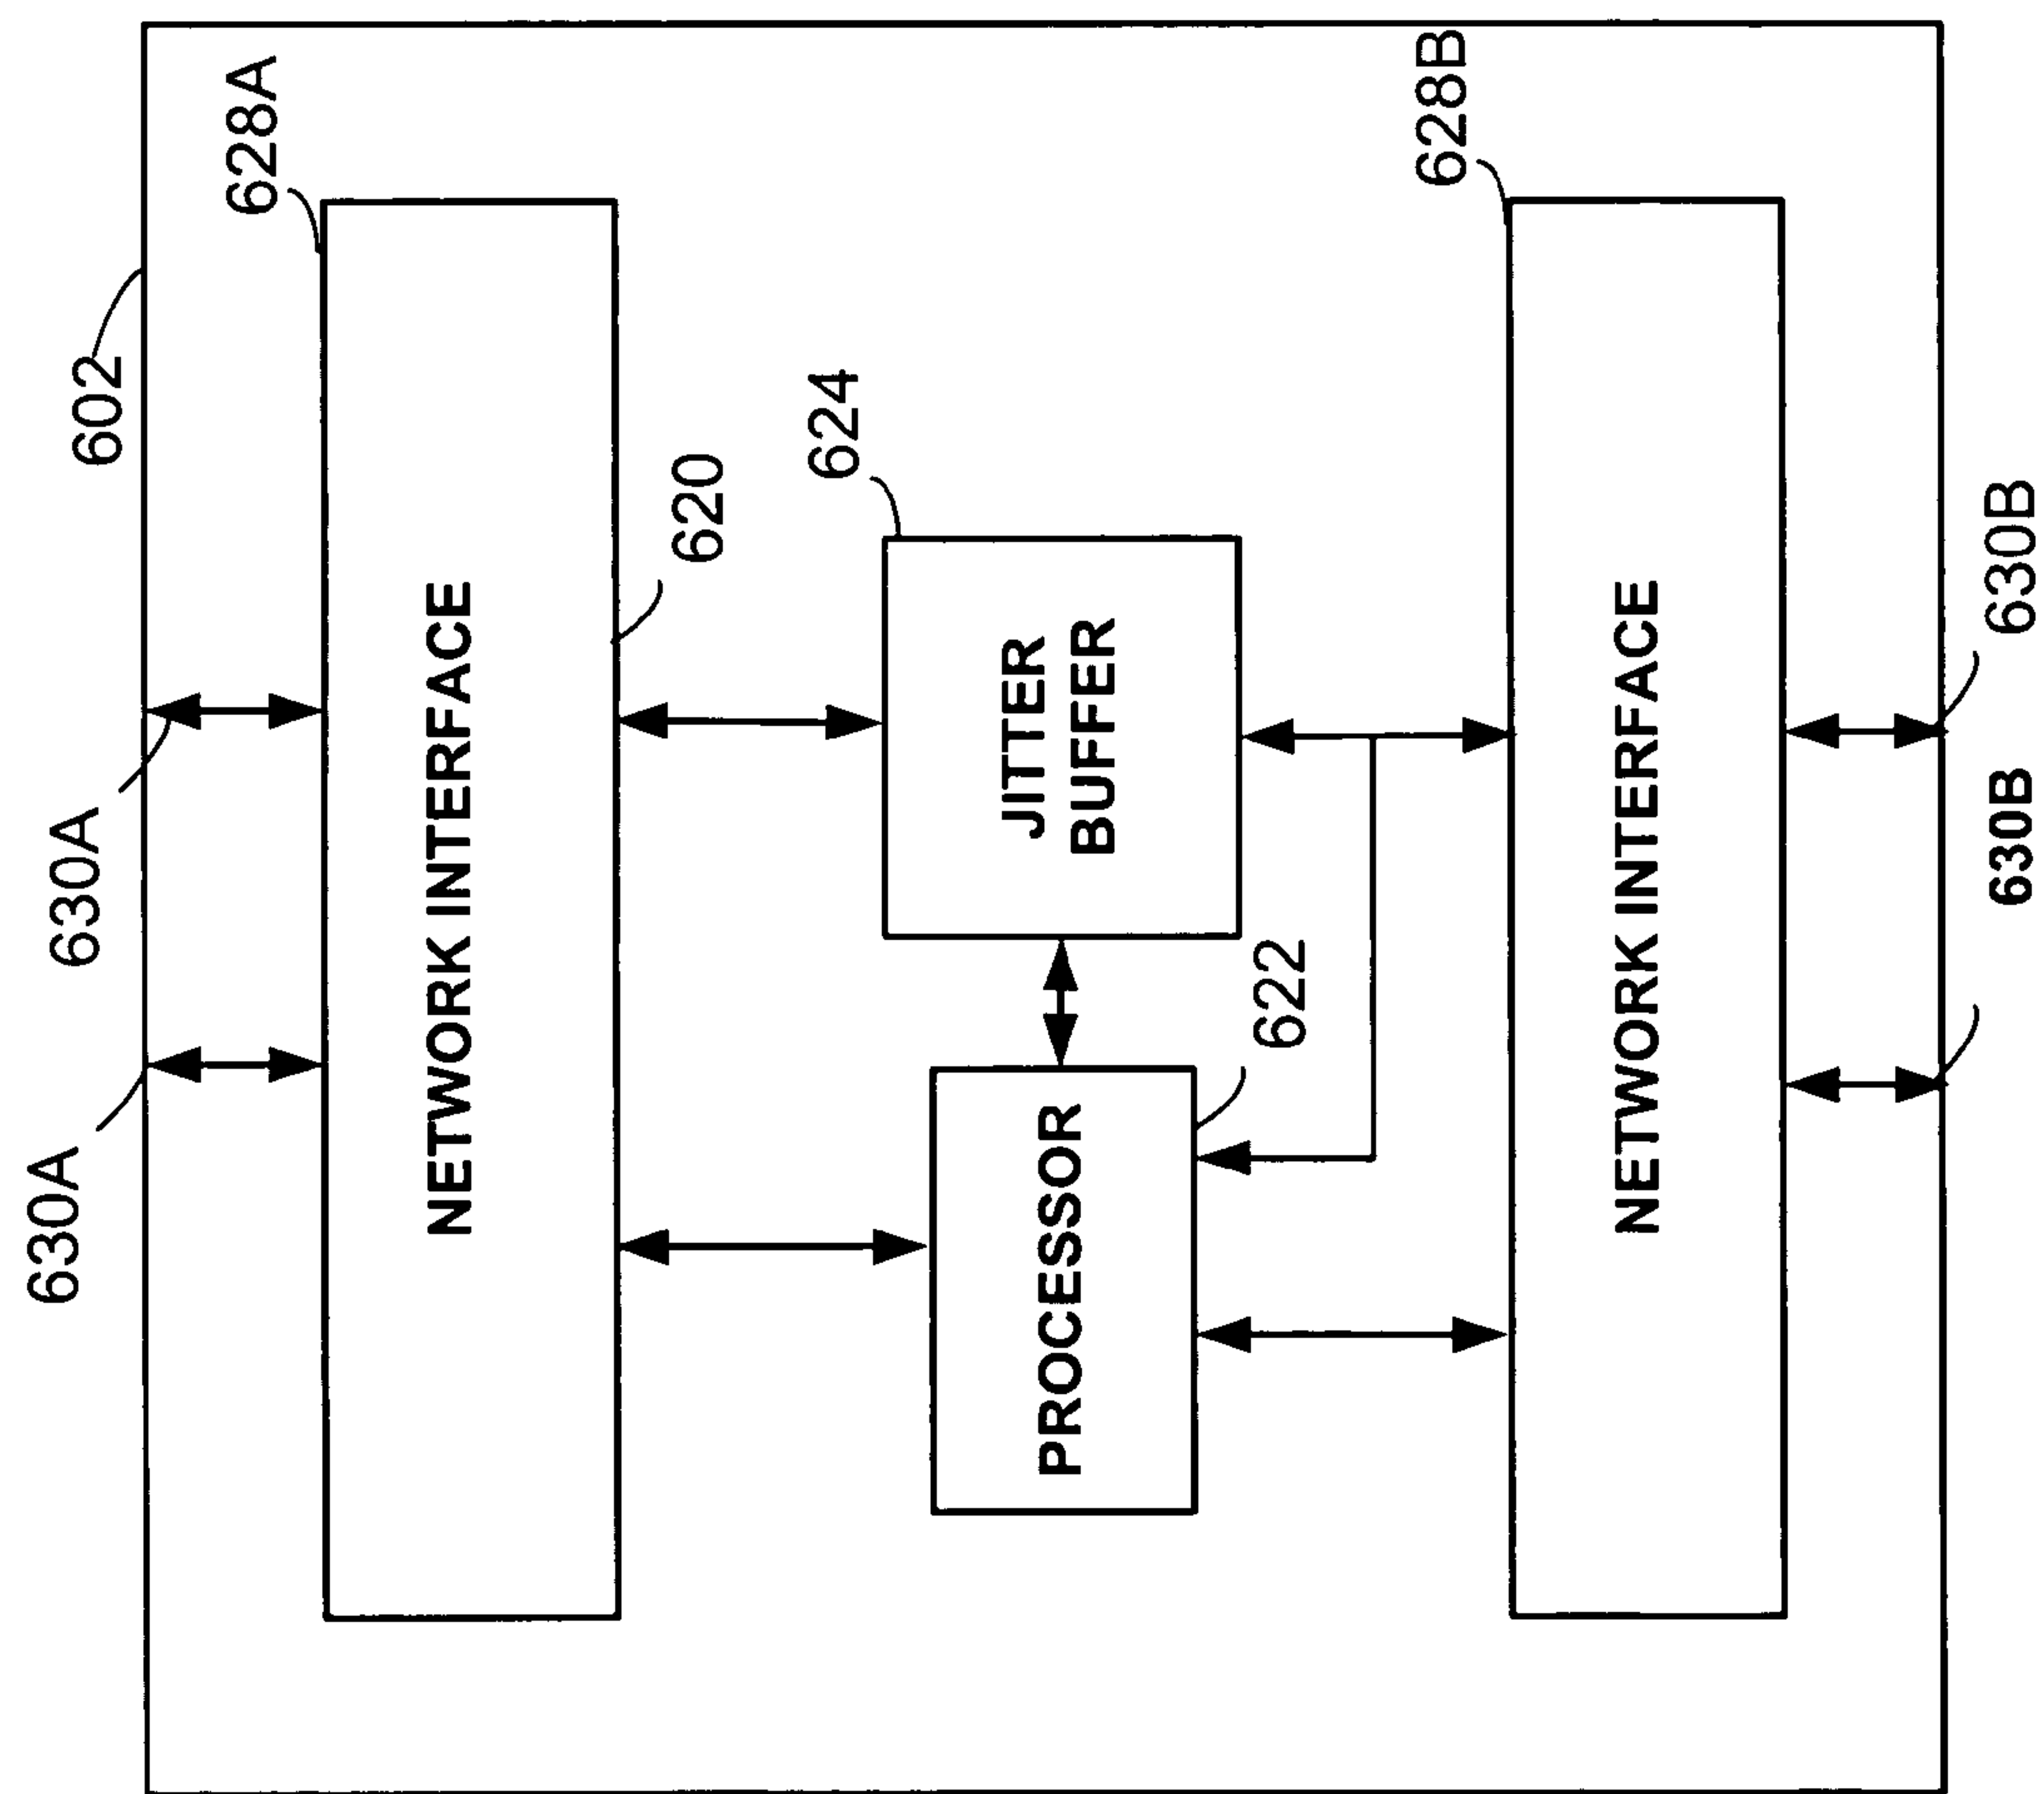 630A
630A
602
628A
NETWORK INTERFACE
620
624
PROCESSOR
JITTER
BUFFER
622
628B
NETWORK INTERFACE
630B
630B